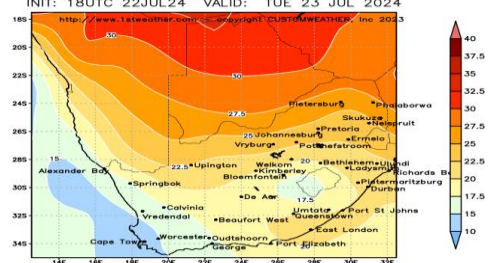 INIT: 18UTC 22JUL24 VALID: TUE 23 JUL 2024
18S
http://www.1stweather.com - copyright CUSTOMWEATHER, Inc 2023
30
40
20S
37.5
35
22S
30
32.5
Pietersburg Phalaborwa
30
24S
27.5
Skukuza
Nelspruit
27.5
Pretoria
25 Johannesburg
Ermelo
26S
Vryburg Potchefstroom
25
15
22.5 Upington Welkom 20 Bethlehem Ulundi
22.5
28S
Alexander Bay Kimberley Ladysmith
Bloemfontein Richards B
20
Springbok Pietermaritzburg
30S
De Aar 17.5 Durban
17.5
Calvinia Umtata Port St Johns
15
32S
Vredendal Beaufort West Queenstown
East London
10
Cape Town Worcester Oudtshoorn
34S
George Port Elizabeth
20
14E 16E 18E 20E 22E 24E 26E 28E 30E 32E